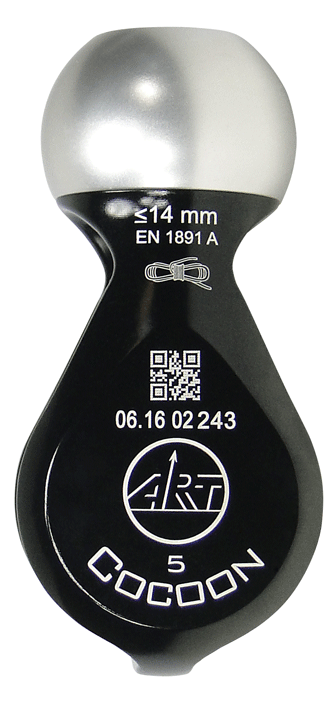 ≤14 mm
EN 1891 A
06.16 02 243
ART
5
COCOON